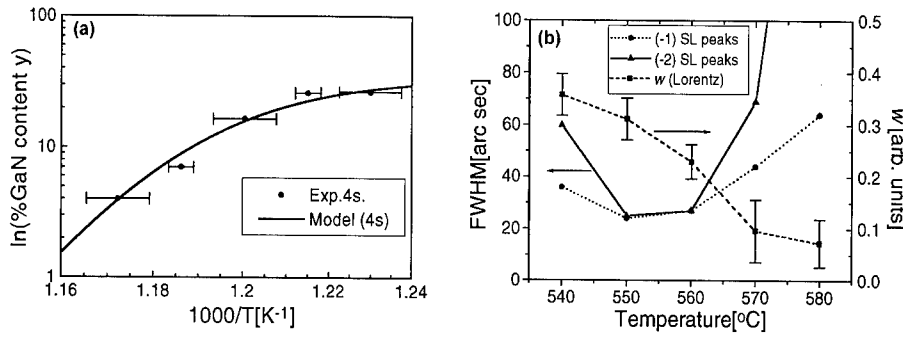 (a)
100
10
1
ln(%GaN content y)
Exp.4s.
Model (4s)
1.16 1.18 1.2 1.22 1.24
1000/T[K-1]
(b)
100
80
60
40
20
0
FWHM[arc sec]
(-1) SL peaks
(-2) SL peaks
w (Lorentz)
0.5
0.4
0.3
0.2
0.1
0.0
w[arb. units]
540 550 560 570 580
Temperature[oC]